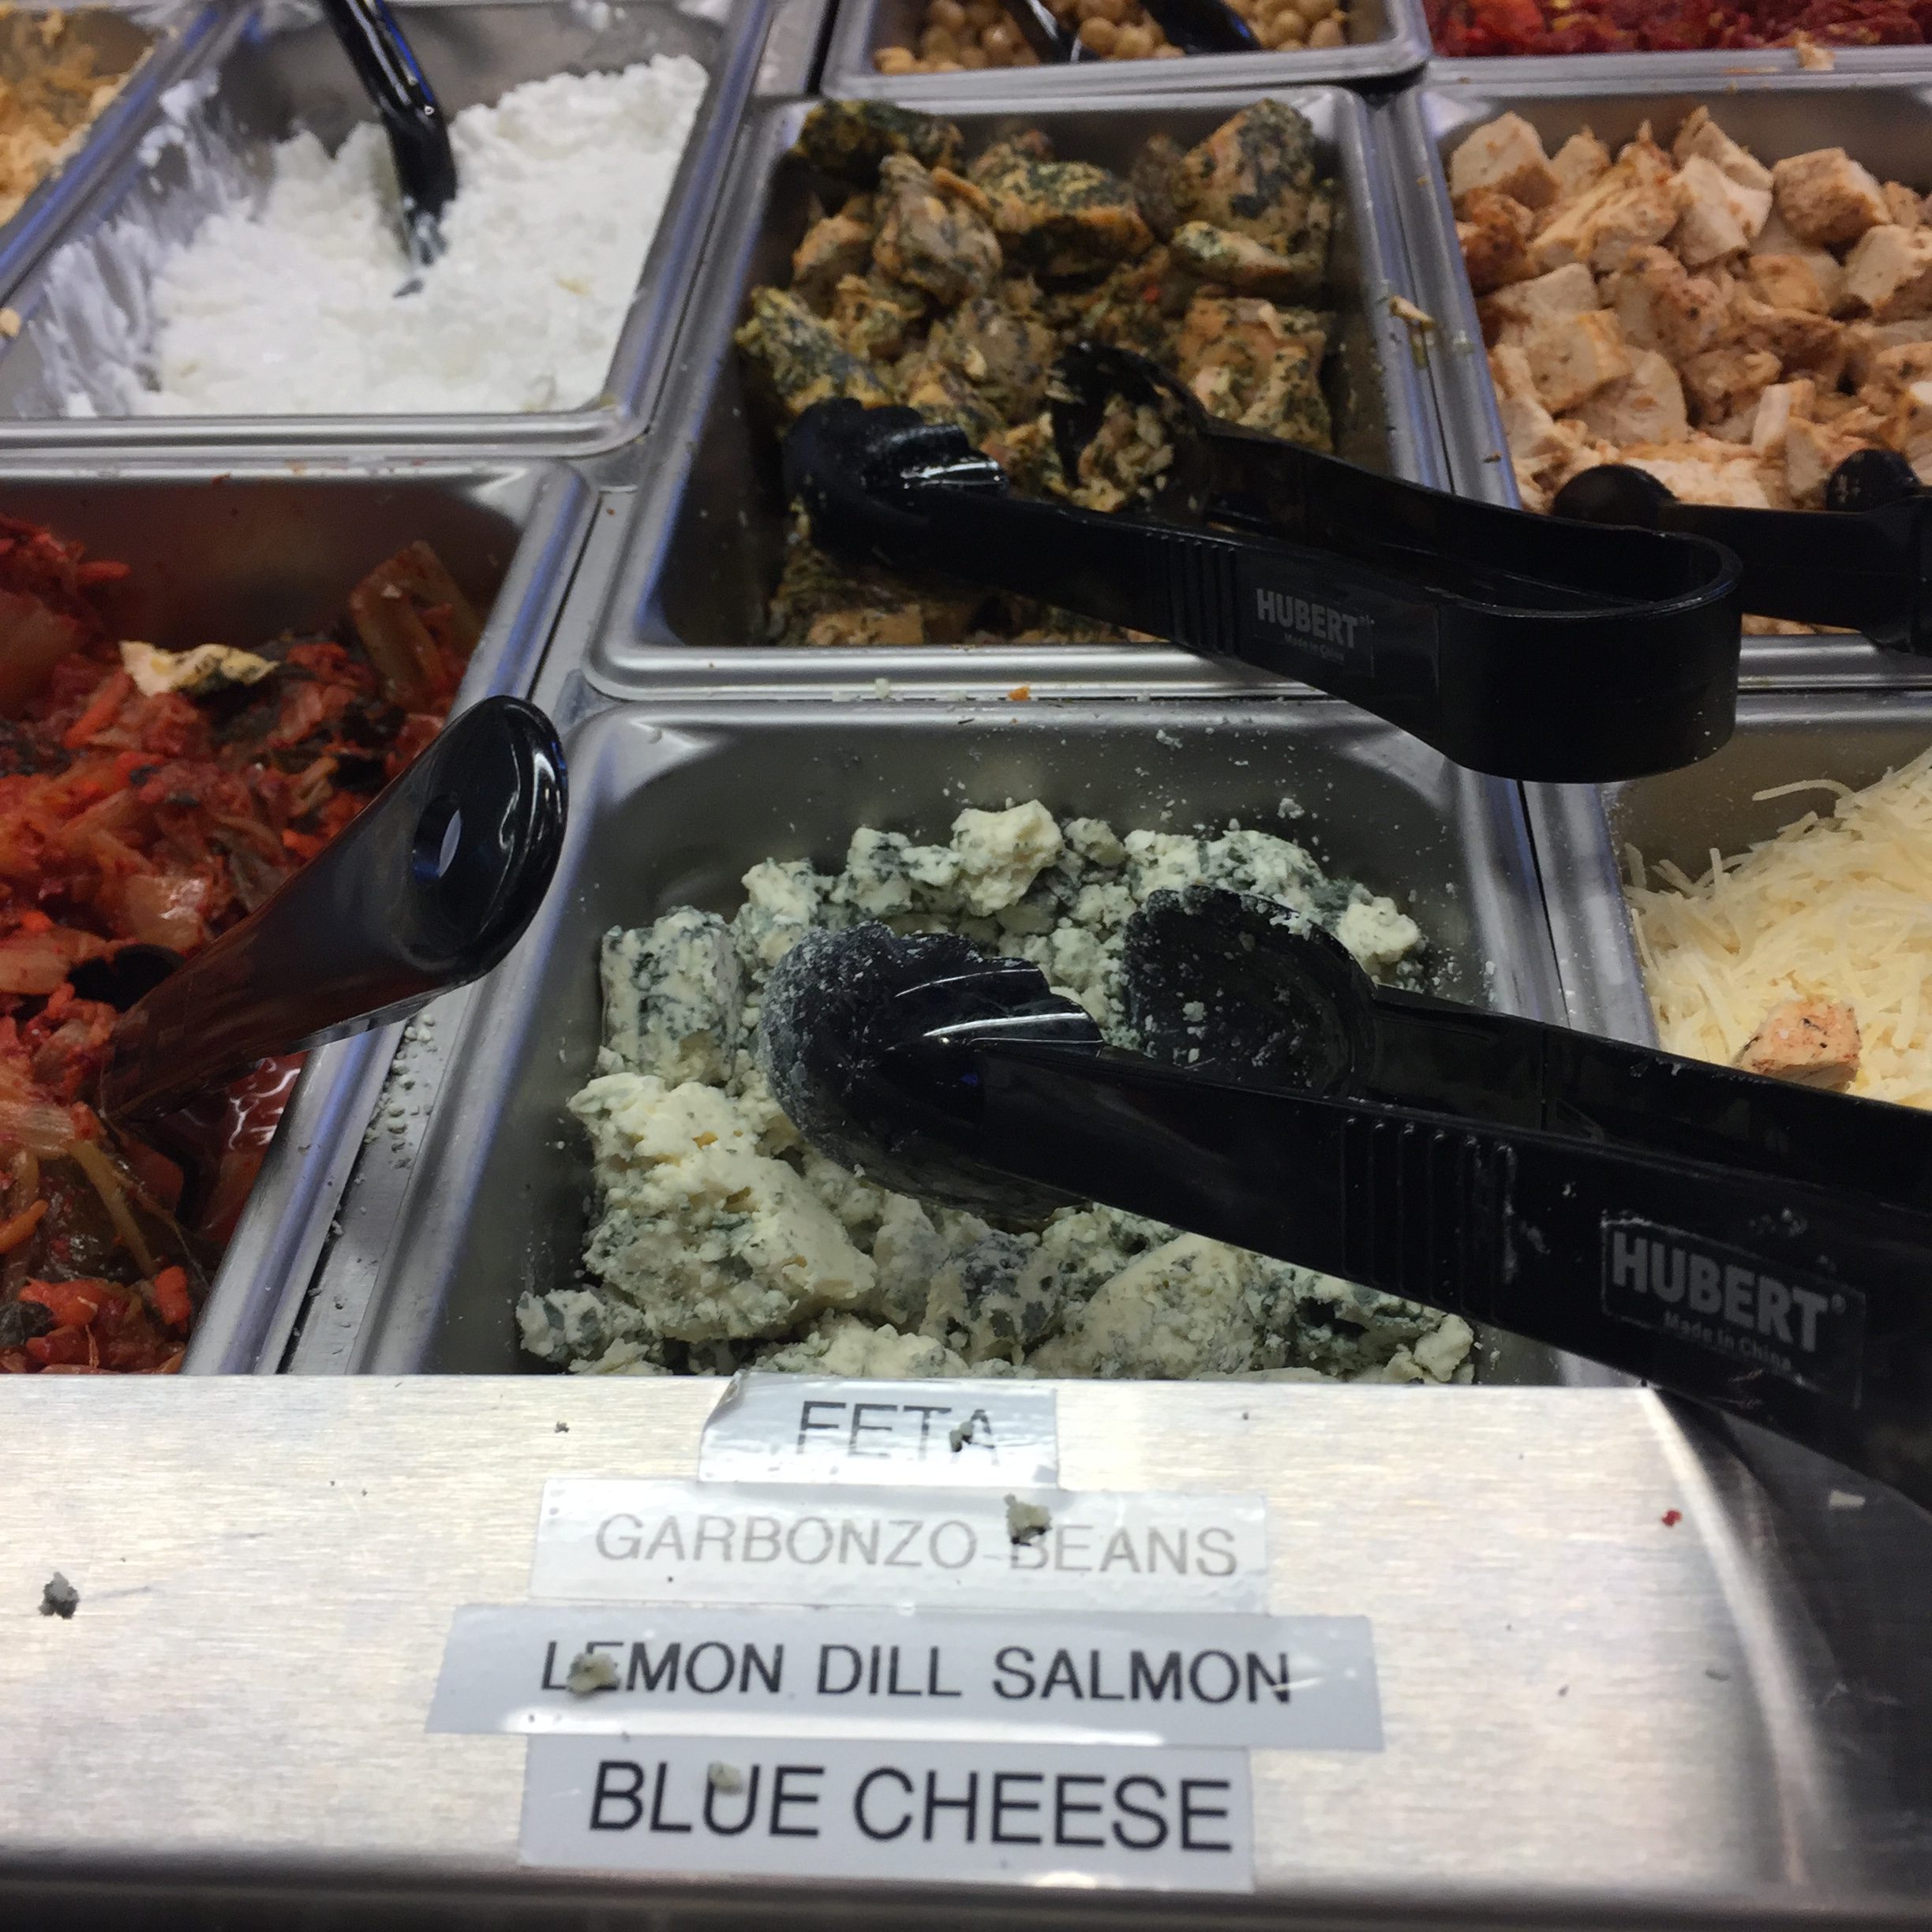 HUBERT
Made in China
HUBERT®
Made in China
FETA
GARBONZO BEANS
LEMON DILL SALMON
BLUE CHEESE